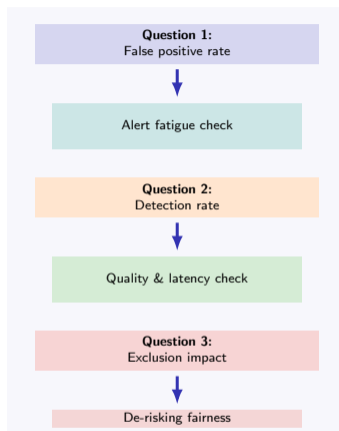 Question 1:
False positive rate
Alert fatigue check
Question 2:
Detection rate
Quality & latency check
Question 3:
Exclusion impact
De-risking fairness